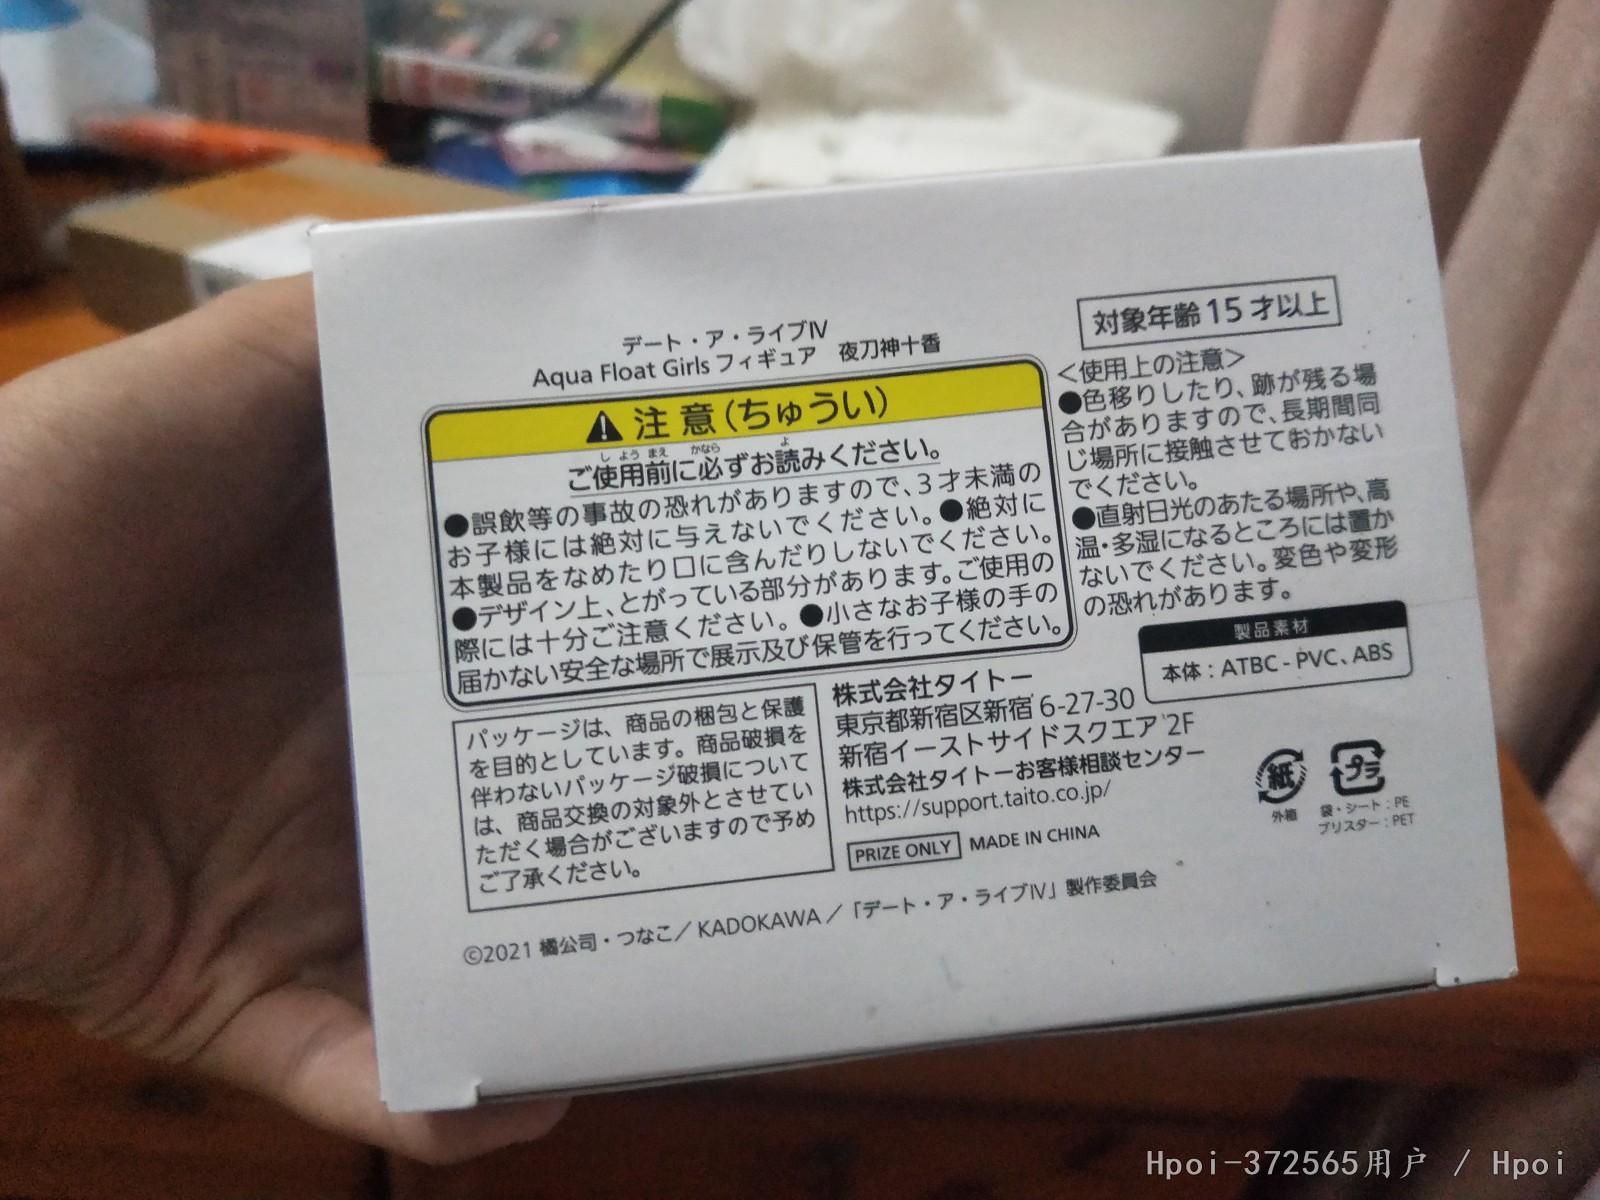 デート・ア・ライブⅣ
Aqua Float Girls フィギュア　夜刀神十香
注意（ちゅうい）
ご使用前に必ずお読みください。
●誤飲等の事故の恐れがありますので、3才未満の
お子様には絶対に与えないでください。●絶対に
本製品をなめたり口に含んだりしないでください。
●デザイン上、とがっている部分があります。ご使用の
際には十分ご注意ください。●小さなお子様の手の
届かない安全な場所で展示及び保管を行ってください。
対象年齢15才以上
＜使用上の注意＞
●色移りしたり、跡が残る場
合がありますので、長期間同
じ場所に接触させておかない
でください。
●直射日光のあたる場所や、高
温・多湿になるところには置か
ないでください。変色や変形
の恐れがあります。
製品素材
本体：ATBC-PVC、ABS
パッケージは、商品の梱包と保護
を目的としています。商品破損を
伴わないパッケージ破損について
は、商品交換の対象外とさせてい
ただく場合がございますので予め
ご了承ください。
株式会社タイトー
東京都新宿区新宿6-27-30
新宿イーストサイドスクエア2F
株式会社タイトーお客様相談センター
https://support.taito.co.jp/
PRIZE ONLY MADE IN CHINA
紙
外箱
プラ
袋・シート：PE
ブリスター：PET
©2021 橘公司・つなこ／KADOKAWA／「デート・ア・ライブⅣ」製作委員会
Hpoi-372565用户 / Hpoi